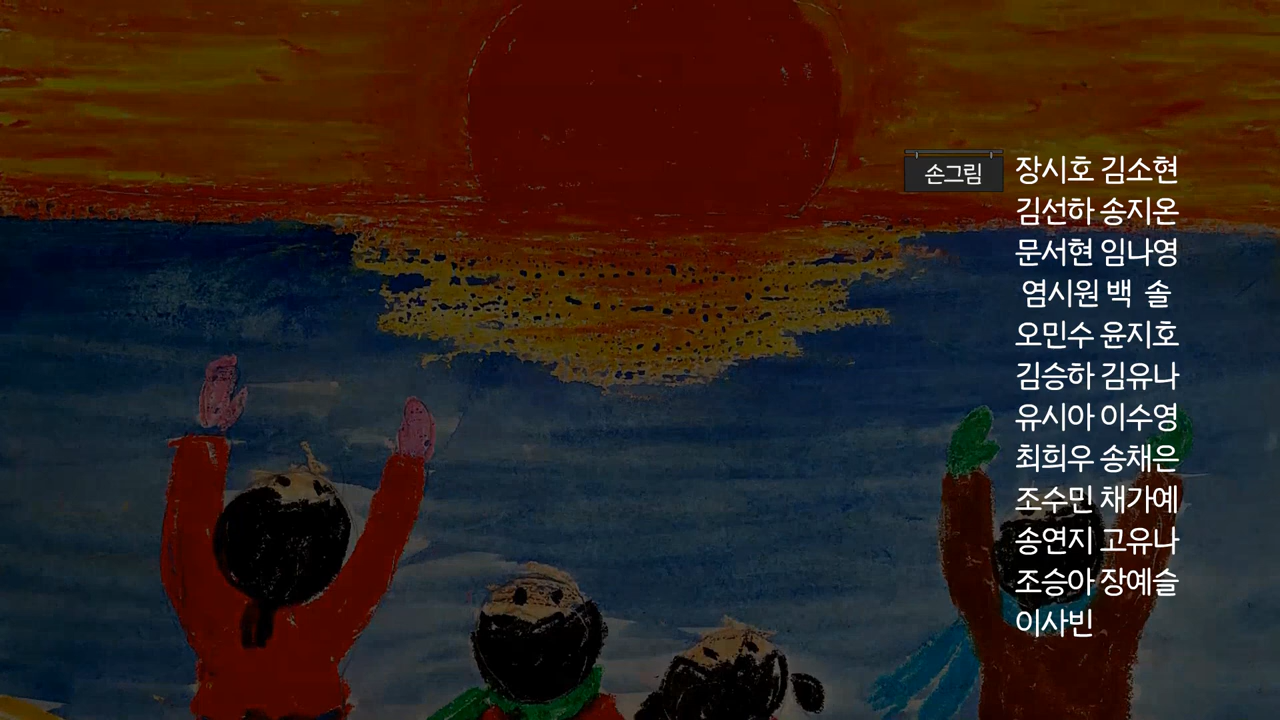 손그림 장시호 김소현
김선하 송지온
문서현 임나영
염시원 백 솔
오민수 윤지호
김승하 김유나
유시아 이수영
최희우 송채은
조수민 채가예
송연지 고유나
조승아 장예슬
이사빈